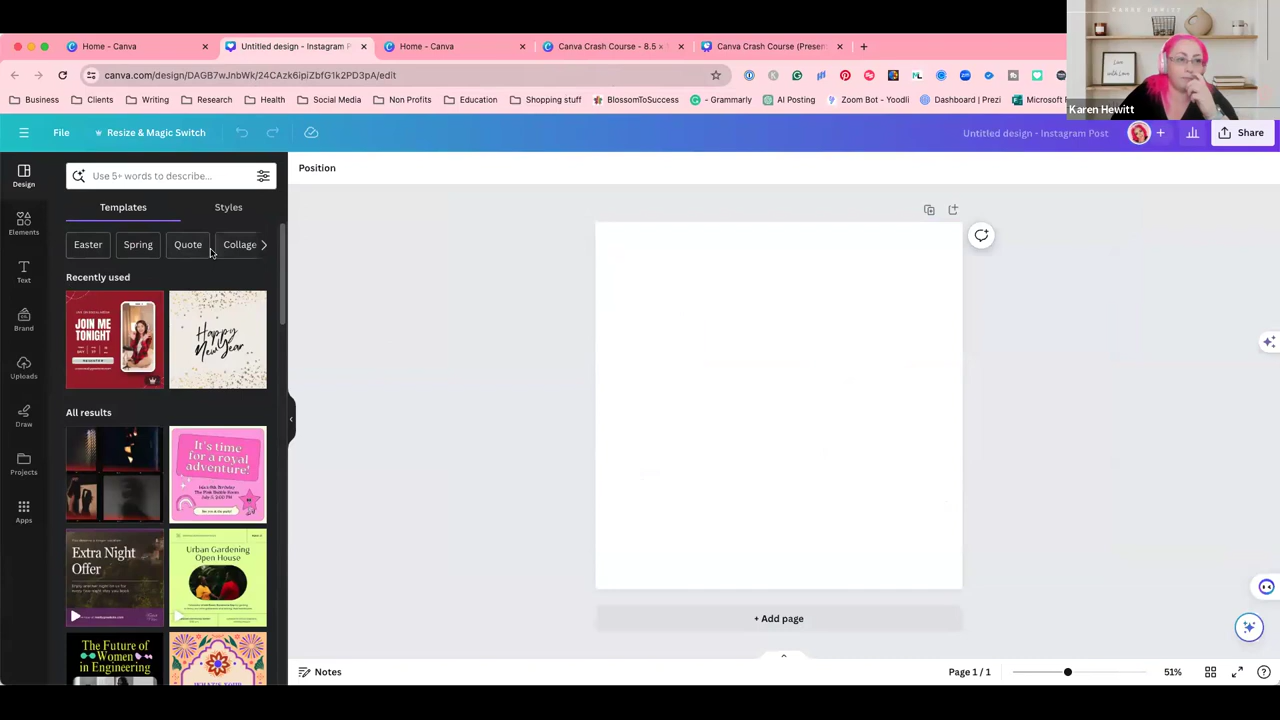 KAREN HEWITT
Karen Hewitt
Home - Canva
Untitled design - Instagram P
Home - Canva
Canva Crash Course - 8.5 ×
Canva Crash Course (Presen
canva.com/design/DAGB7wJnbWk/24CAzk6ipiZbfG1k2PD3pA/edit
Business
Clients
Writing
Research
Health
Social Media
Non Profits
Education
Shopping stuff
BlossomToSuccess
- Grammarly
AI Posting
Zoom Bot - Yoodli
Dashboard | Prezi
Microsoft
File
Resize & Magic Switch
Untitled design - Instagram Post
Share
Design
Elements
Text
Brand
Uploads
Draw
Projects
Apps
Use 5+ words to describe...
Templates
Styles
Easter
Spring
Quote
Collage
Recently used
JOIN ME
TONIGHT
Happy
New Year
All results
It's time
for a royal
adventure!
Extra Night
Offer
Urban Gardening
Open House
The Future of
Women
in Engineering
Position
+ Add page
Notes
Page 1 / 1
51%